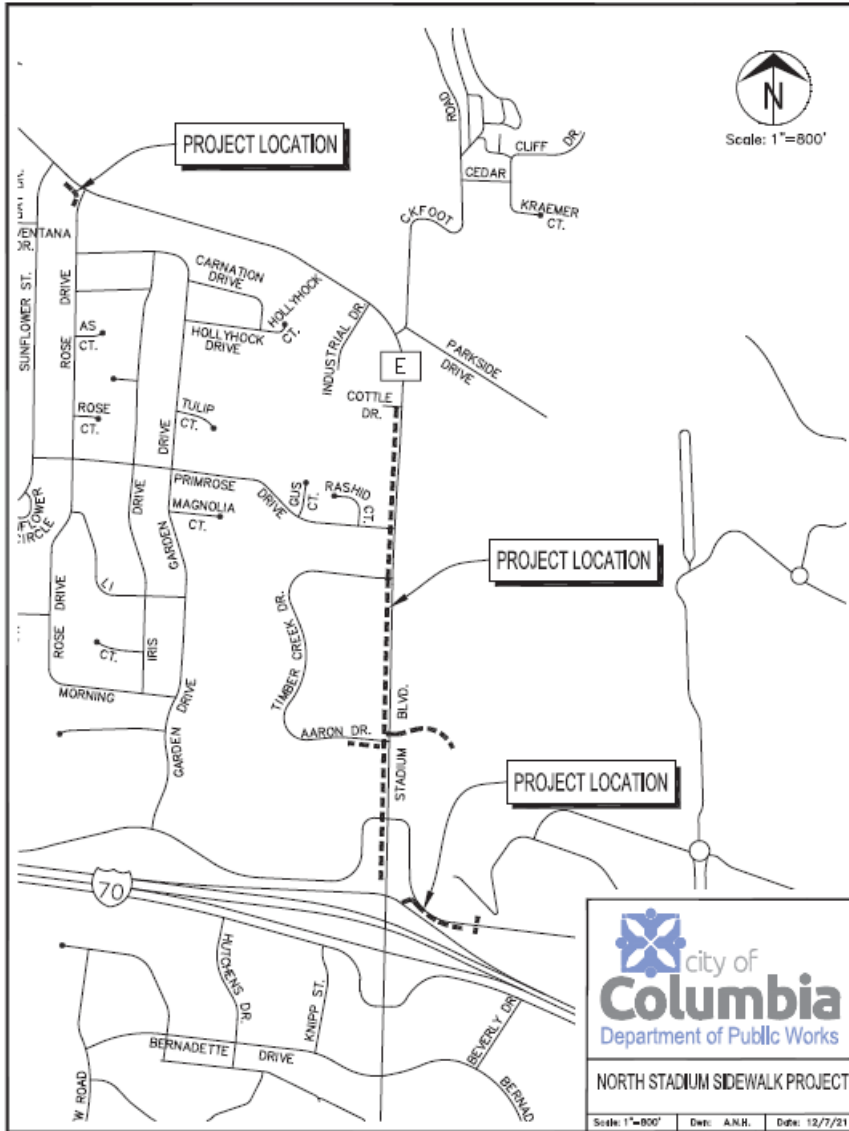 N
Scale: 1"=800'
ROAD
CLIFF DR.
CEDAR
KRAEMER
CT.
CKFOOT
PROJECT LOCATION
VENTANA
DR.
SUNFLOWER ST.
ROSE DRIVE
CARNATION
DRIVE
HOLLYHOCK
CT.
HOLLYHOCK
DRIVE
INDUSTRIAL DR.
PARKSIDE
DRIVE
E
COTTLE
DR.
AS
CT.
ROSE
CT.
TULIP
CT.
DRIVE
PRIMROSE
DRIVE
GUS
CT.
RASHID
CT.
MAGNOLIA
CT.
DRIVE
GARDEN
CIRCLE
PROJECT LOCATION
ROSE DRIVE
CT.
IRIS
MORNING
GARDEN DRIVE
TIMBER CREEK DR.
AARON DR.
STADIUM BLVD.
PROJECT LOCATION
70
HUTCHENS DR.
KNIPP ST.
BERNADETTE DRIVE
BEVERLY DR.
BERNAD
W ROAD
city of
Columbia
Department of Public Works
NORTH STADIUM SIDEWALK PROJECT
Scale: 1"=800' Dwn: A.N.H. Date: 12/7/21